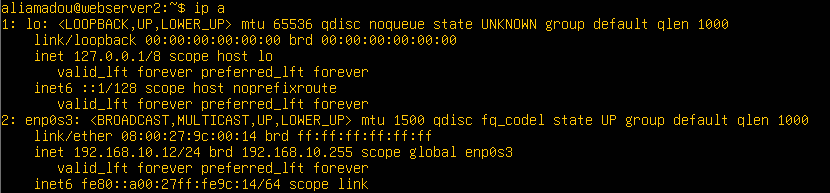 aliamadou@webserver2:~$ ip a
1: lo: <LOOPBACK,UP,LOWER_UP> mtu 65536 qdisc noqueue state UNKNOWN group default qlen 1000
    link/loopback 00:00:00:00:00:00 brd 00:00:00:00:00:00
    inet 127.0.0.1/8 scope host lo
       valid_lft forever preferred_lft forever
    inet6 ::1/128 scope host noprefixroute
       valid_lft forever preferred_lft forever
2: enp0s3: <BROADCAST,MULTICAST,UP,LOWER_UP> mtu 1500 qdisc fq_codel state UP group default qlen 1000
    link/ether 08:00:27:9c:00:14 brd ff:ff:ff:ff:ff:ff
    inet 192.168.10.12/24 brd 192.168.10.255 scope global enp0s3
       valid_lft forever preferred_lft forever
    inet6 fe80::a00:27ff:fe9c:14/64 scope link